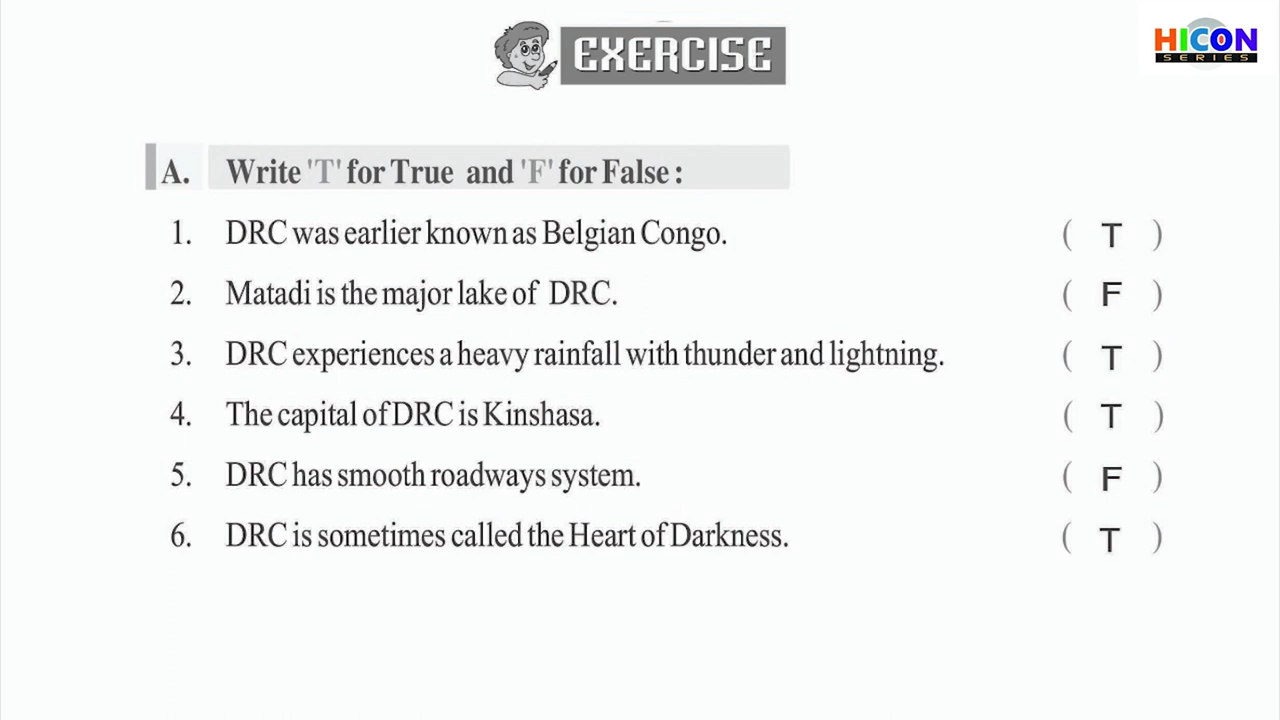 EXERCISE
HICON
SERIES
A. Write 'T' for True and 'F' for False :
1. DRC was earlier known as Belgian Congo. ( T )
2. Matadi is the major lake of DRC. ( F )
3. DRC experiences a heavy rainfall with thunder and lightning. ( T )
4. The capital of DRC is Kinshasa. ( T )
5. DRC has smooth roadways system. ( F )
6. DRC is sometimes called the Heart of Darkness. ( T )